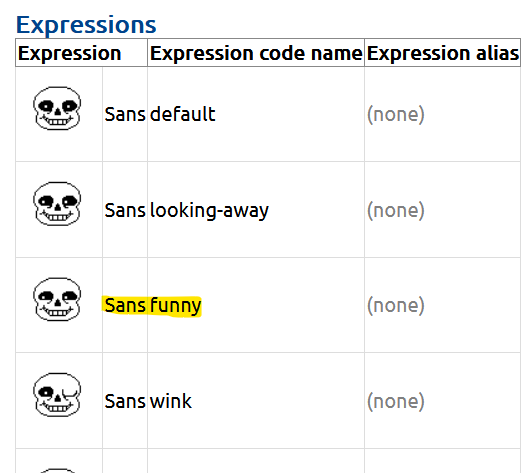 Expressions
Expression Expression code name Expression alias
Sans default (none)
Sans looking-away (none)
Sans funny (none)
Sans wink (none)